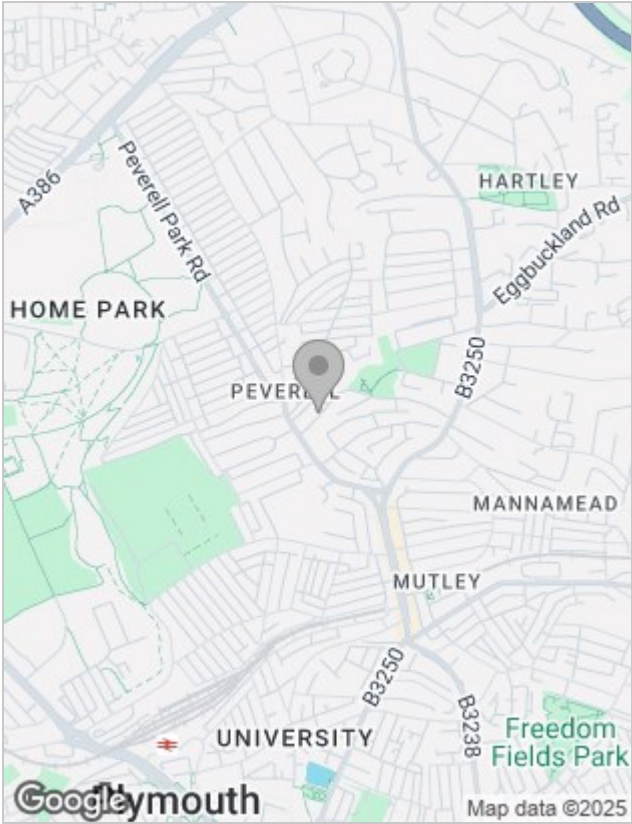 Peverell Park Rd
A386
HARTLEY
Eggbuckland Rd
HOME PARK
B3250
MANNAMEAD
MUTLEY
B3250
B3238
UNIVERSITY
Freedom
Fields Park
Google
Map data ©2025